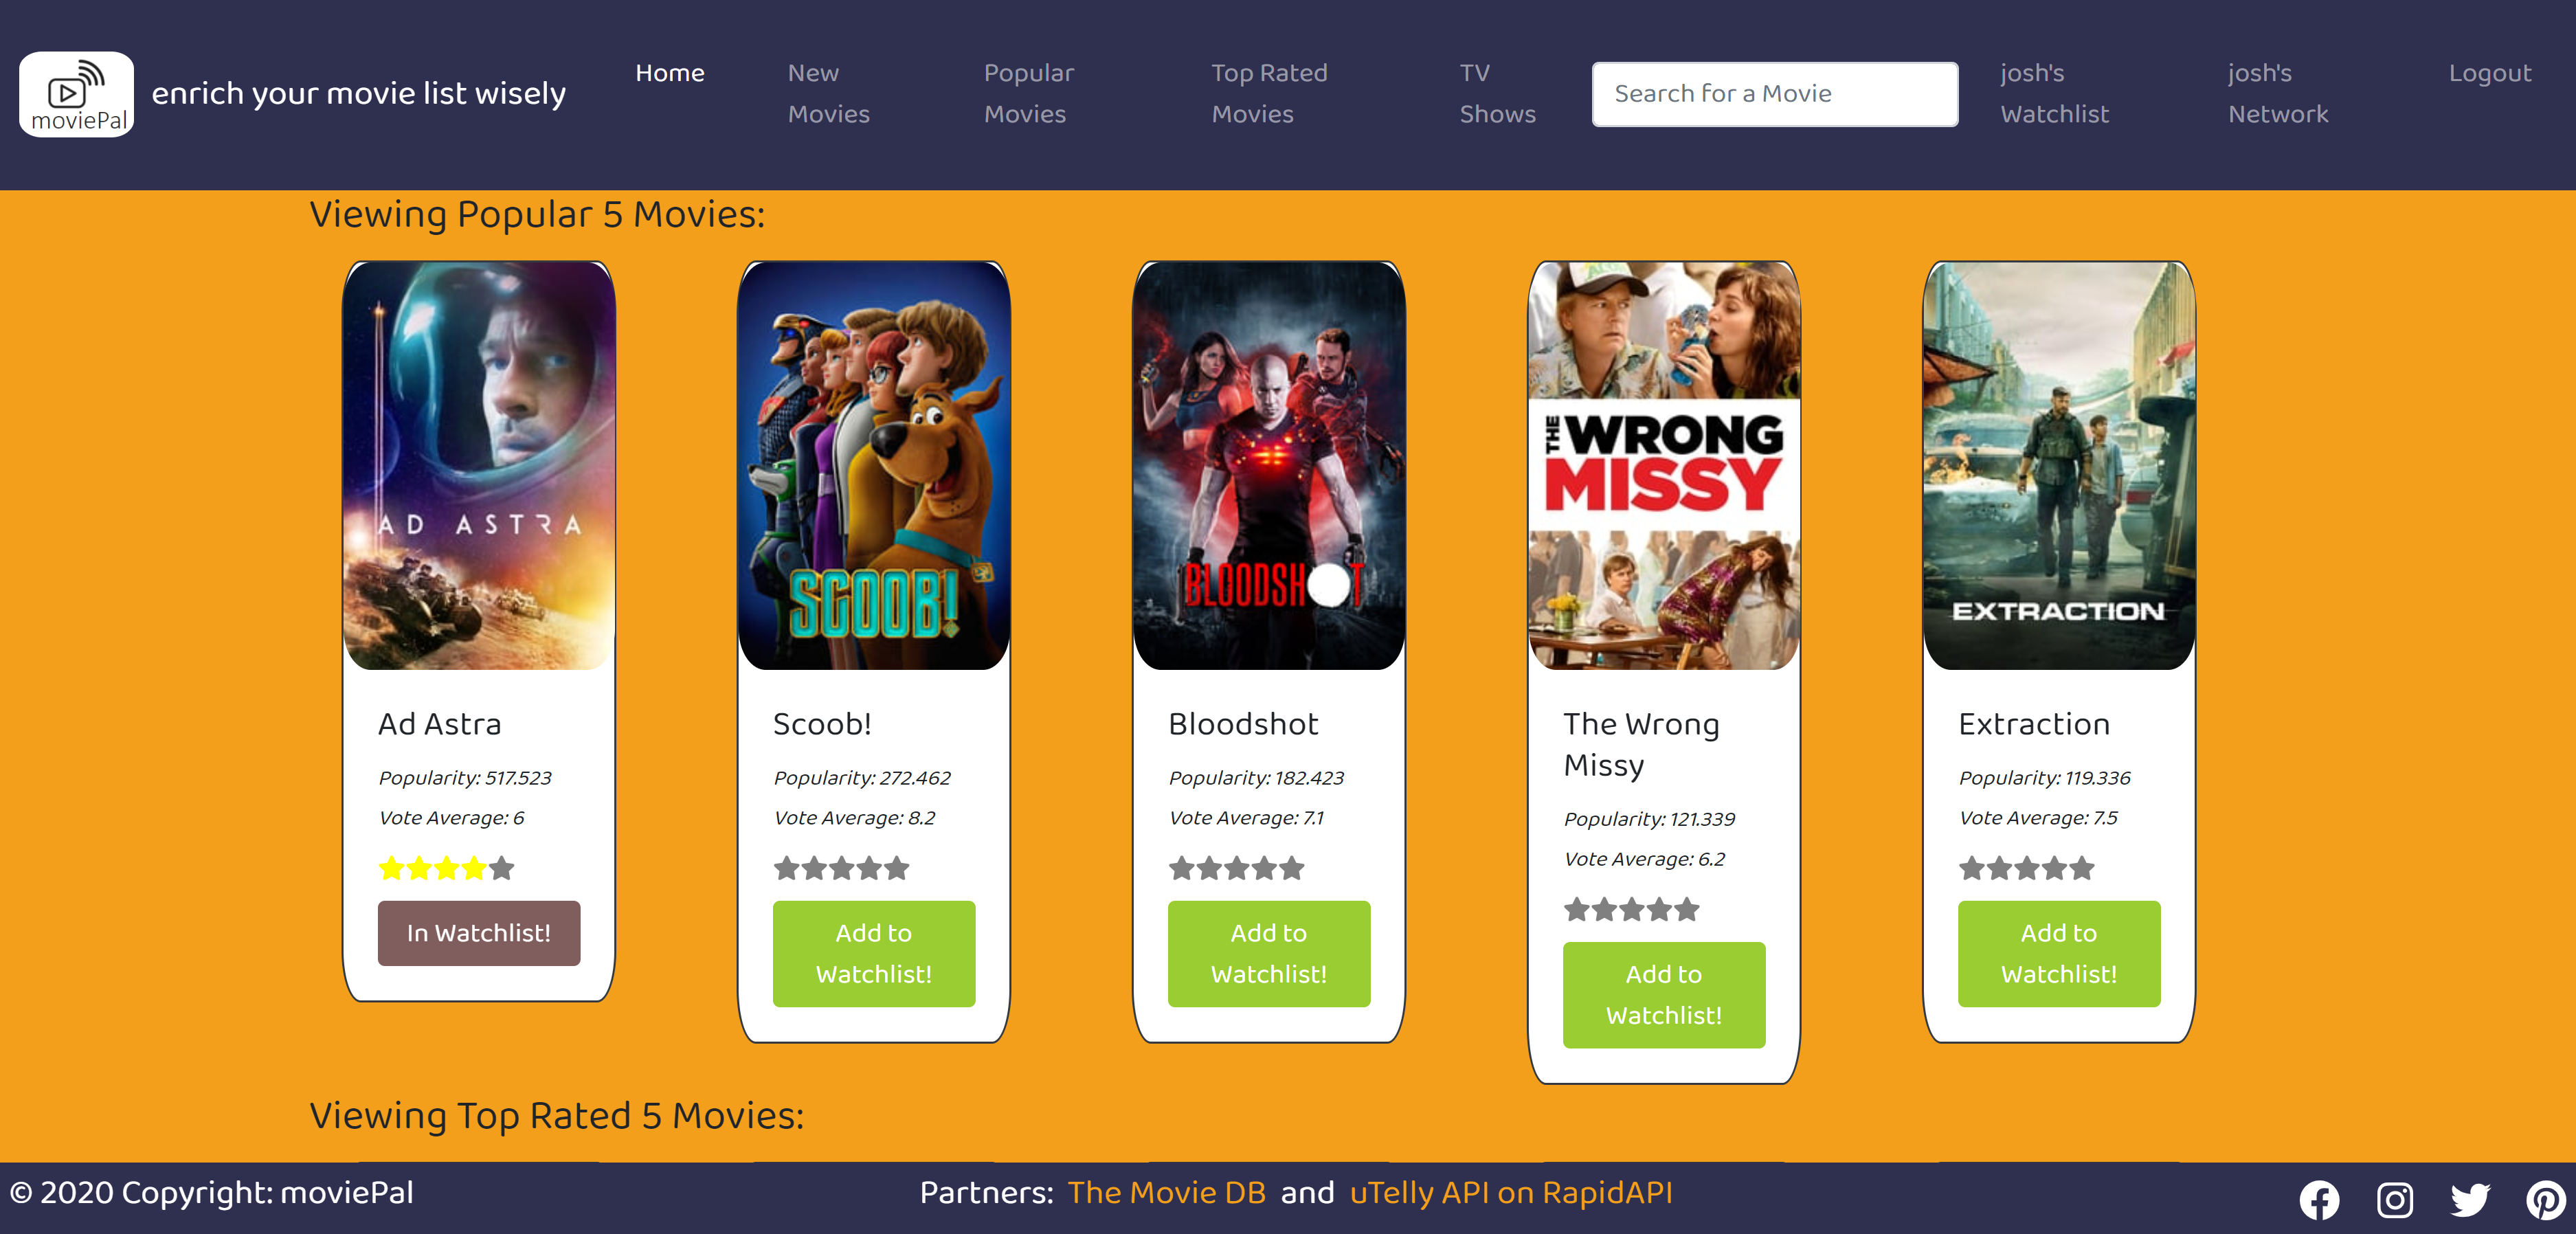 moviePal
enrich your movie list wisely
Home
New
Movies
Popular
Movies
Top Rated
Movies
TV
Shows
Search for a Movie
josh's
Watchlist
josh's
Network
Logout
Viewing Popular 5 Movies:
AD ASTRA
SCOOB!
BLOODSHOT
THE WRONG
MISSY
EXTRACTION
Ad Astra
Popularity: 517.523
Vote Average: 6
In Watchlist!
Scoob!
Popularity: 272.462
Vote Average: 8.2
Add to
Watchlist!
Bloodshot
Popularity: 182.423
Vote Average: 7.1
Add to
Watchlist!
The Wrong
Missy
Popularity: 121.339
Vote Average: 6.2
Add to
Watchlist!
Extraction
Popularity: 119.336
Vote Average: 7.5
Add to
Watchlist!
Viewing Top Rated 5 Movies:
© 2020 Copyright: moviePal
Partners: The Movie DB and uTelly API on RapidAPI